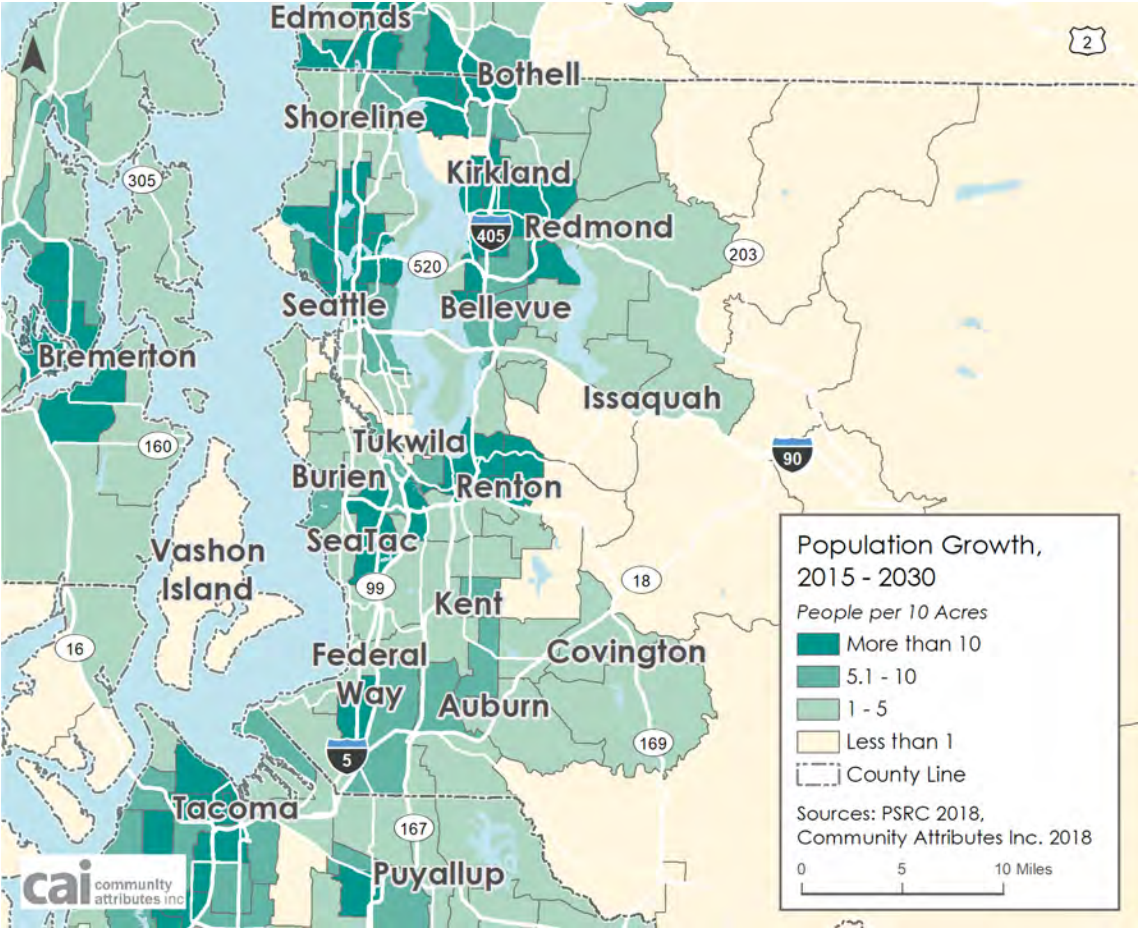 Edmonds
2
Bothell
Shoreline
Kirkland
305
Redmond
405
203
520
Seattle
Bellevue
Bremerton
Issaquah
Tukwila
160
90
Burien
Renton
Vashon
Island
SeaTac
18
99
Kent
16
Federal
Way
Covington
Auburn
169
5
Tacoma
167
Puyallup
Population Growth,
2015 - 2030
People per 10 Acres
More than 10
5.1 - 10
1 - 5
Less than 1
County Line
Sources: PSRC 2018,
Community Attributes Inc. 2018
0 5 10 Miles
cai community
attributes inc